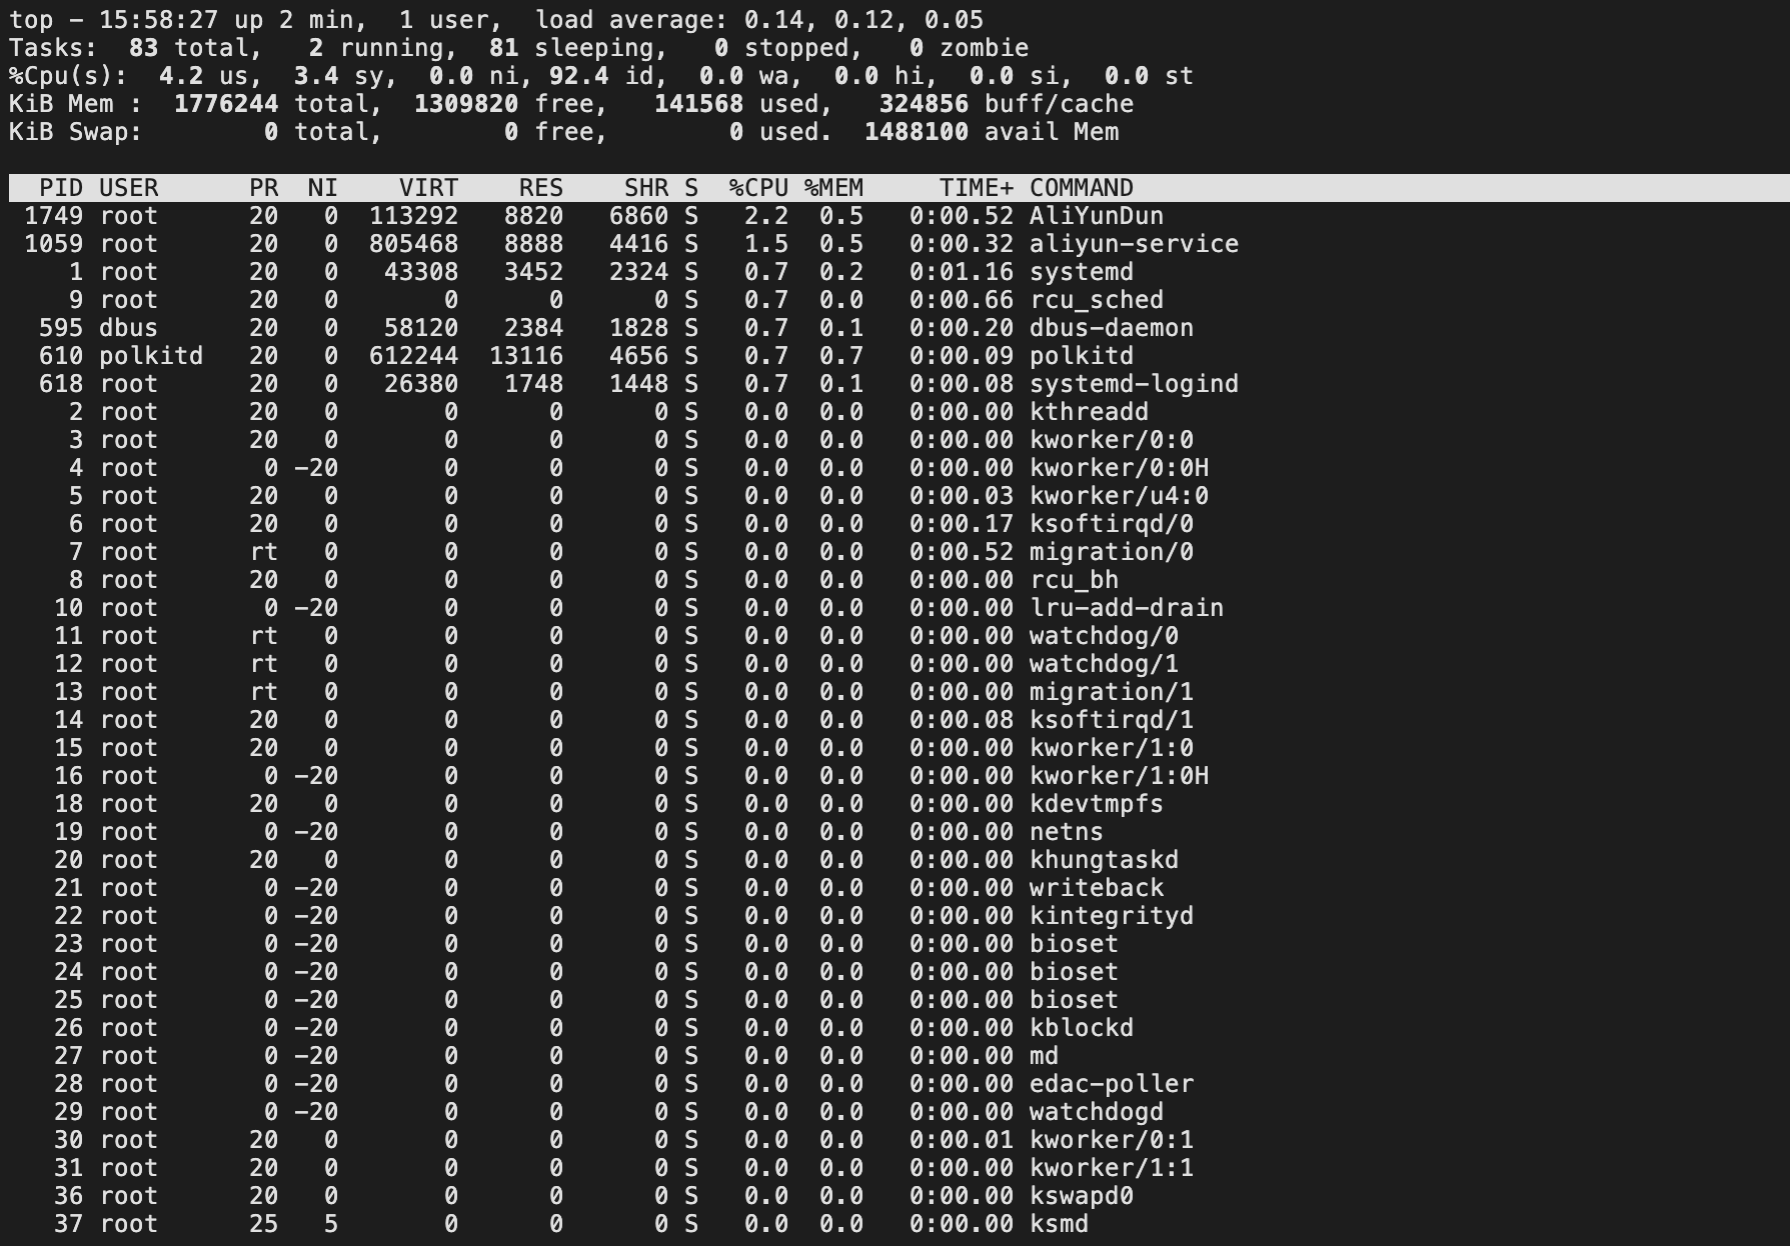 top - 15:58:27 up 2 min,  1 user,  load average: 0.14, 0.12, 0.05
Tasks:  83 total,   2 running,  81 sleeping,   0 stopped,   0 zombie
%Cpu(s):  4.2 us,  3.4 sy,  0.0 ni, 92.4 id,  0.0 wa,  0.0 hi,  0.0 si,  0.0 st
KiB Mem :  1776244 total,  1309820 free,   141568 used,   324856 buff/cache
KiB Swap:        0 total,        0 free,        0 used.  1488100 avail Mem
  PID USER      PR  NI    VIRT    RES    SHR S  %CPU %MEM     TIME+ COMMAND
 1749 root      20   0  113292   8820   6860 S   2.2  0.5   0:00.52 AliYunDun
 1059 root      20   0  805468   8888   4416 S   1.5  0.5   0:00.32 aliyun-service
    1 root      20   0   43308   3452   2324 S   0.7  0.2   0:01.16 systemd
    9 root      20   0       0      0      0 S   0.7  0.0   0:00.66 rcu_sched
  595 dbus      20   0   58120   2384   1828 S   0.7  0.1   0:00.20 dbus-daemon
  610 polkitd   20   0  612244  13116   4656 S   0.7  0.7   0:00.09 polkitd
  618 root      20   0   26380   1748   1448 S   0.7  0.1   0:00.08 systemd-logind
    2 root      20   0       0      0      0 S   0.0  0.0   0:00.00 kthreadd
    3 root      20   0       0      0      0 S   0.0  0.0   0:00.00 kworker/0:0
    4 root       0 -20       0      0      0 S   0.0  0.0   0:00.00 kworker/0:0H
    5 root      20   0       0      0      0 S   0.0  0.0   0:00.03 kworker/u4:0
    6 root      20   0       0      0      0 S   0.0  0.0   0:00.17 ksoftirqd/0
    7 root      rt   0       0      0      0 S   0.0  0.0   0:00.52 migration/0
    8 root      20   0       0      0      0 S   0.0  0.0   0:00.00 rcu_bh
   10 root       0 -20       0      0      0 S   0.0  0.0   0:00.00 lru-add-drain
   11 root      rt   0       0      0      0 S   0.0  0.0   0:00.00 watchdog/0
   12 root      rt   0       0      0      0 S   0.0  0.0   0:00.00 watchdog/1
   13 root      rt   0       0      0      0 S   0.0  0.0   0:00.00 migration/1
   14 root      20   0       0      0      0 S   0.0  0.0   0:00.08 ksoftirqd/1
   15 root      20   0       0      0      0 S   0.0  0.0   0:00.00 kworker/1:0
   16 root       0 -20       0      0      0 S   0.0  0.0   0:00.00 kworker/1:0H
   18 root      20   0       0      0      0 S   0.0  0.0   0:00.00 kdevtmpfs
   19 root       0 -20       0      0      0 S   0.0  0.0   0:00.00 netns
   20 root      20   0       0      0      0 S   0.0  0.0   0:00.00 khungtaskd
   21 root       0 -20       0      0      0 S   0.0  0.0   0:00.00 writeback
   22 root       0 -20       0      0      0 S   0.0  0.0   0:00.00 kintegrityd
   23 root       0 -20       0      0      0 S   0.0  0.0   0:00.00 bioset
   24 root       0 -20       0      0      0 S   0.0  0.0   0:00.00 bioset
   25 root       0 -20       0      0      0 S   0.0  0.0   0:00.00 bioset
   26 root       0 -20       0      0      0 S   0.0  0.0   0:00.00 kblockd
   27 root       0 -20       0      0      0 S   0.0  0.0   0:00.00 md
   28 root       0 -20       0      0      0 S   0.0  0.0   0:00.00 edac-poller
   29 root       0 -20       0      0      0 S   0.0  0.0   0:00.00 watchdogd
   30 root      20   0       0      0      0 S   0.0  0.0   0:00.01 kworker/0:1
   31 root      20   0       0      0      0 S   0.0  0.0   0:00.00 kworker/1:1
   36 root      20   0       0      0      0 S   0.0  0.0   0:00.00 kswapd0
   37 root      25   5       0      0      0 S   0.0  0.0   0:00.00 ksmd